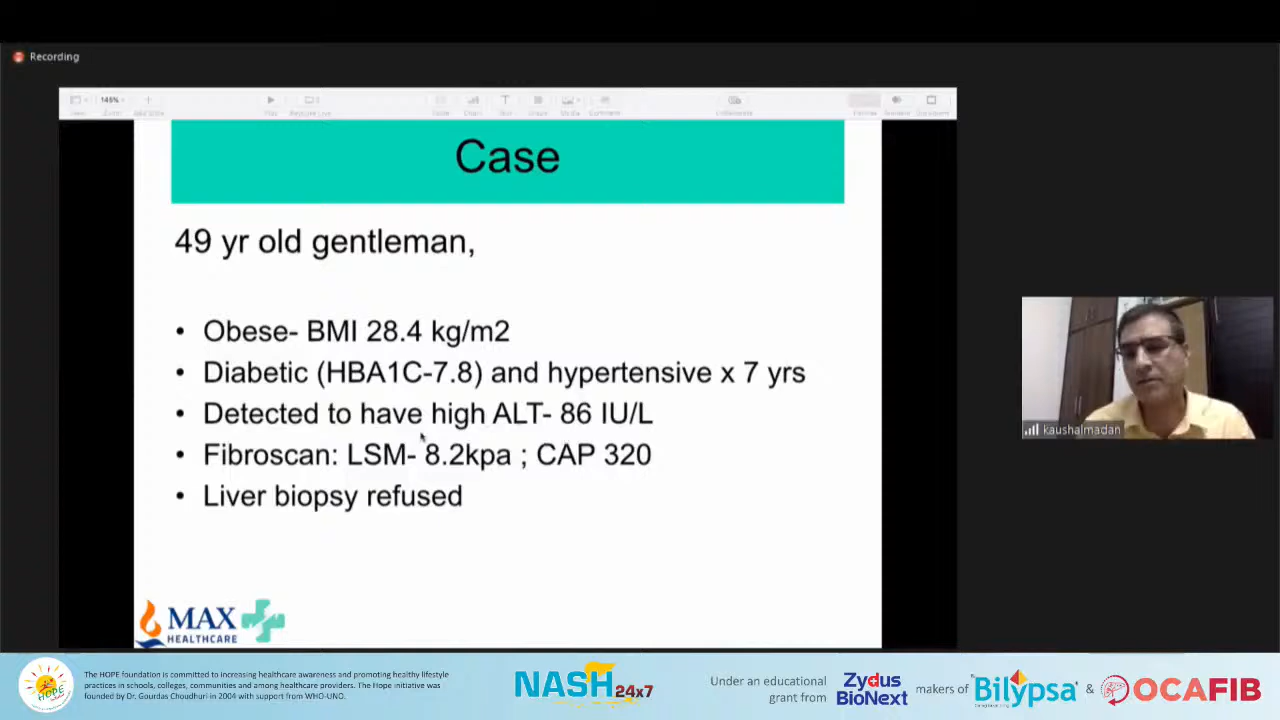 Recording
146%
Case
49 yr old gentleman,
• Obese- BMI 28.4 kg/m2
• Diabetic (HBA1C-7.8) and hypertensive x 7 yrs
• Detected to have high ALT- 86 IU/L
• Fibroscan: LSM- 8.2kpa ; CAP 320
• Liver biopsy refused
MAX
HEALTHCARE
kaushalmadan
HOPE
The HOPE foundation is committed to increasing healthcare awareness and promoting healthy lifestyle
practices in schools, colleges, communities and among healthcare providers. The Hope initiative was
founded by Dr. Gourdas Choudhuri in 2004 with support from WHO-UNO.
NASH 24x7
Under an educational
grant from
Zydus
BioNext
makers of
Bilypsa
&
OCAFIB